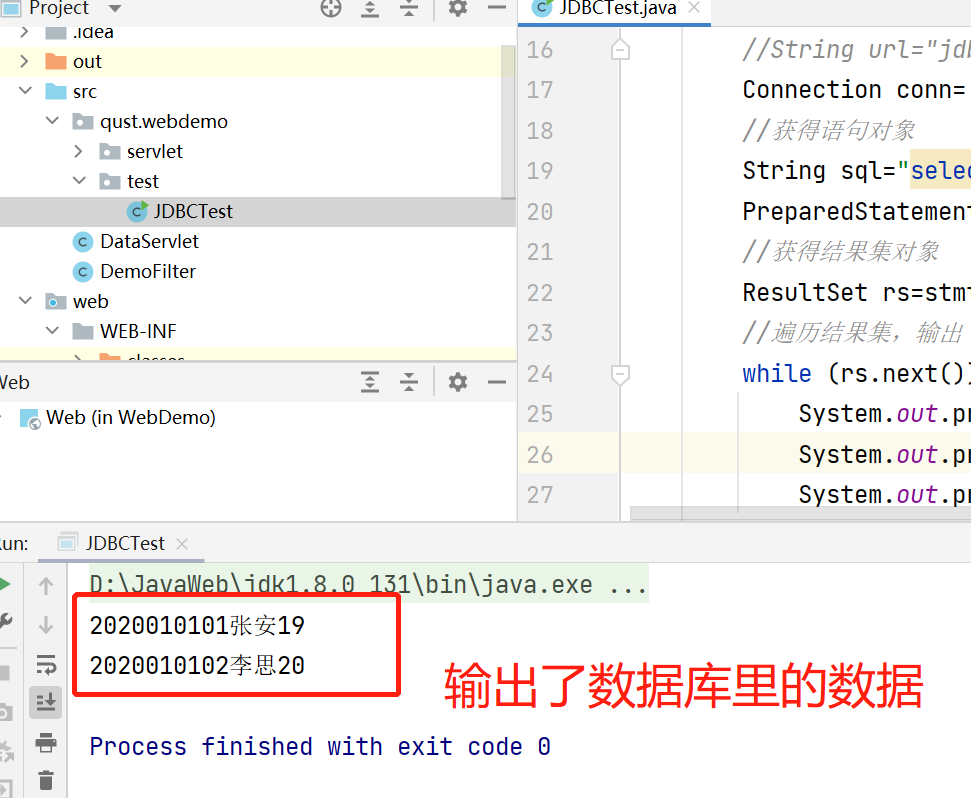 Project
.idea
out
src
qust.webdemo
servlet
test
JDBCTest
DataServlet
DemoFilter
web
WEB-INF
classes
Web
Web (in WebDemo)
JDBCTest.java
16 //String url="jdb
17 Connection conn=
18 //获得语句对象
19 String sql="selec
20 PreparedStatement
21 //获得结果集对象
22 ResultSet rs=stmt
23 //遍历结果集，输出
24 while (rs.next())
25 System.out.pr
26 System.out.pr
27 System.out.pr
Run:
JDBCTest
D:\JavaWeb\jdk1.8.0_131\bin\java.exe ...
2020010101张安19
2020010102李思20
输出了数据库里的数据
Process finished with exit code 0